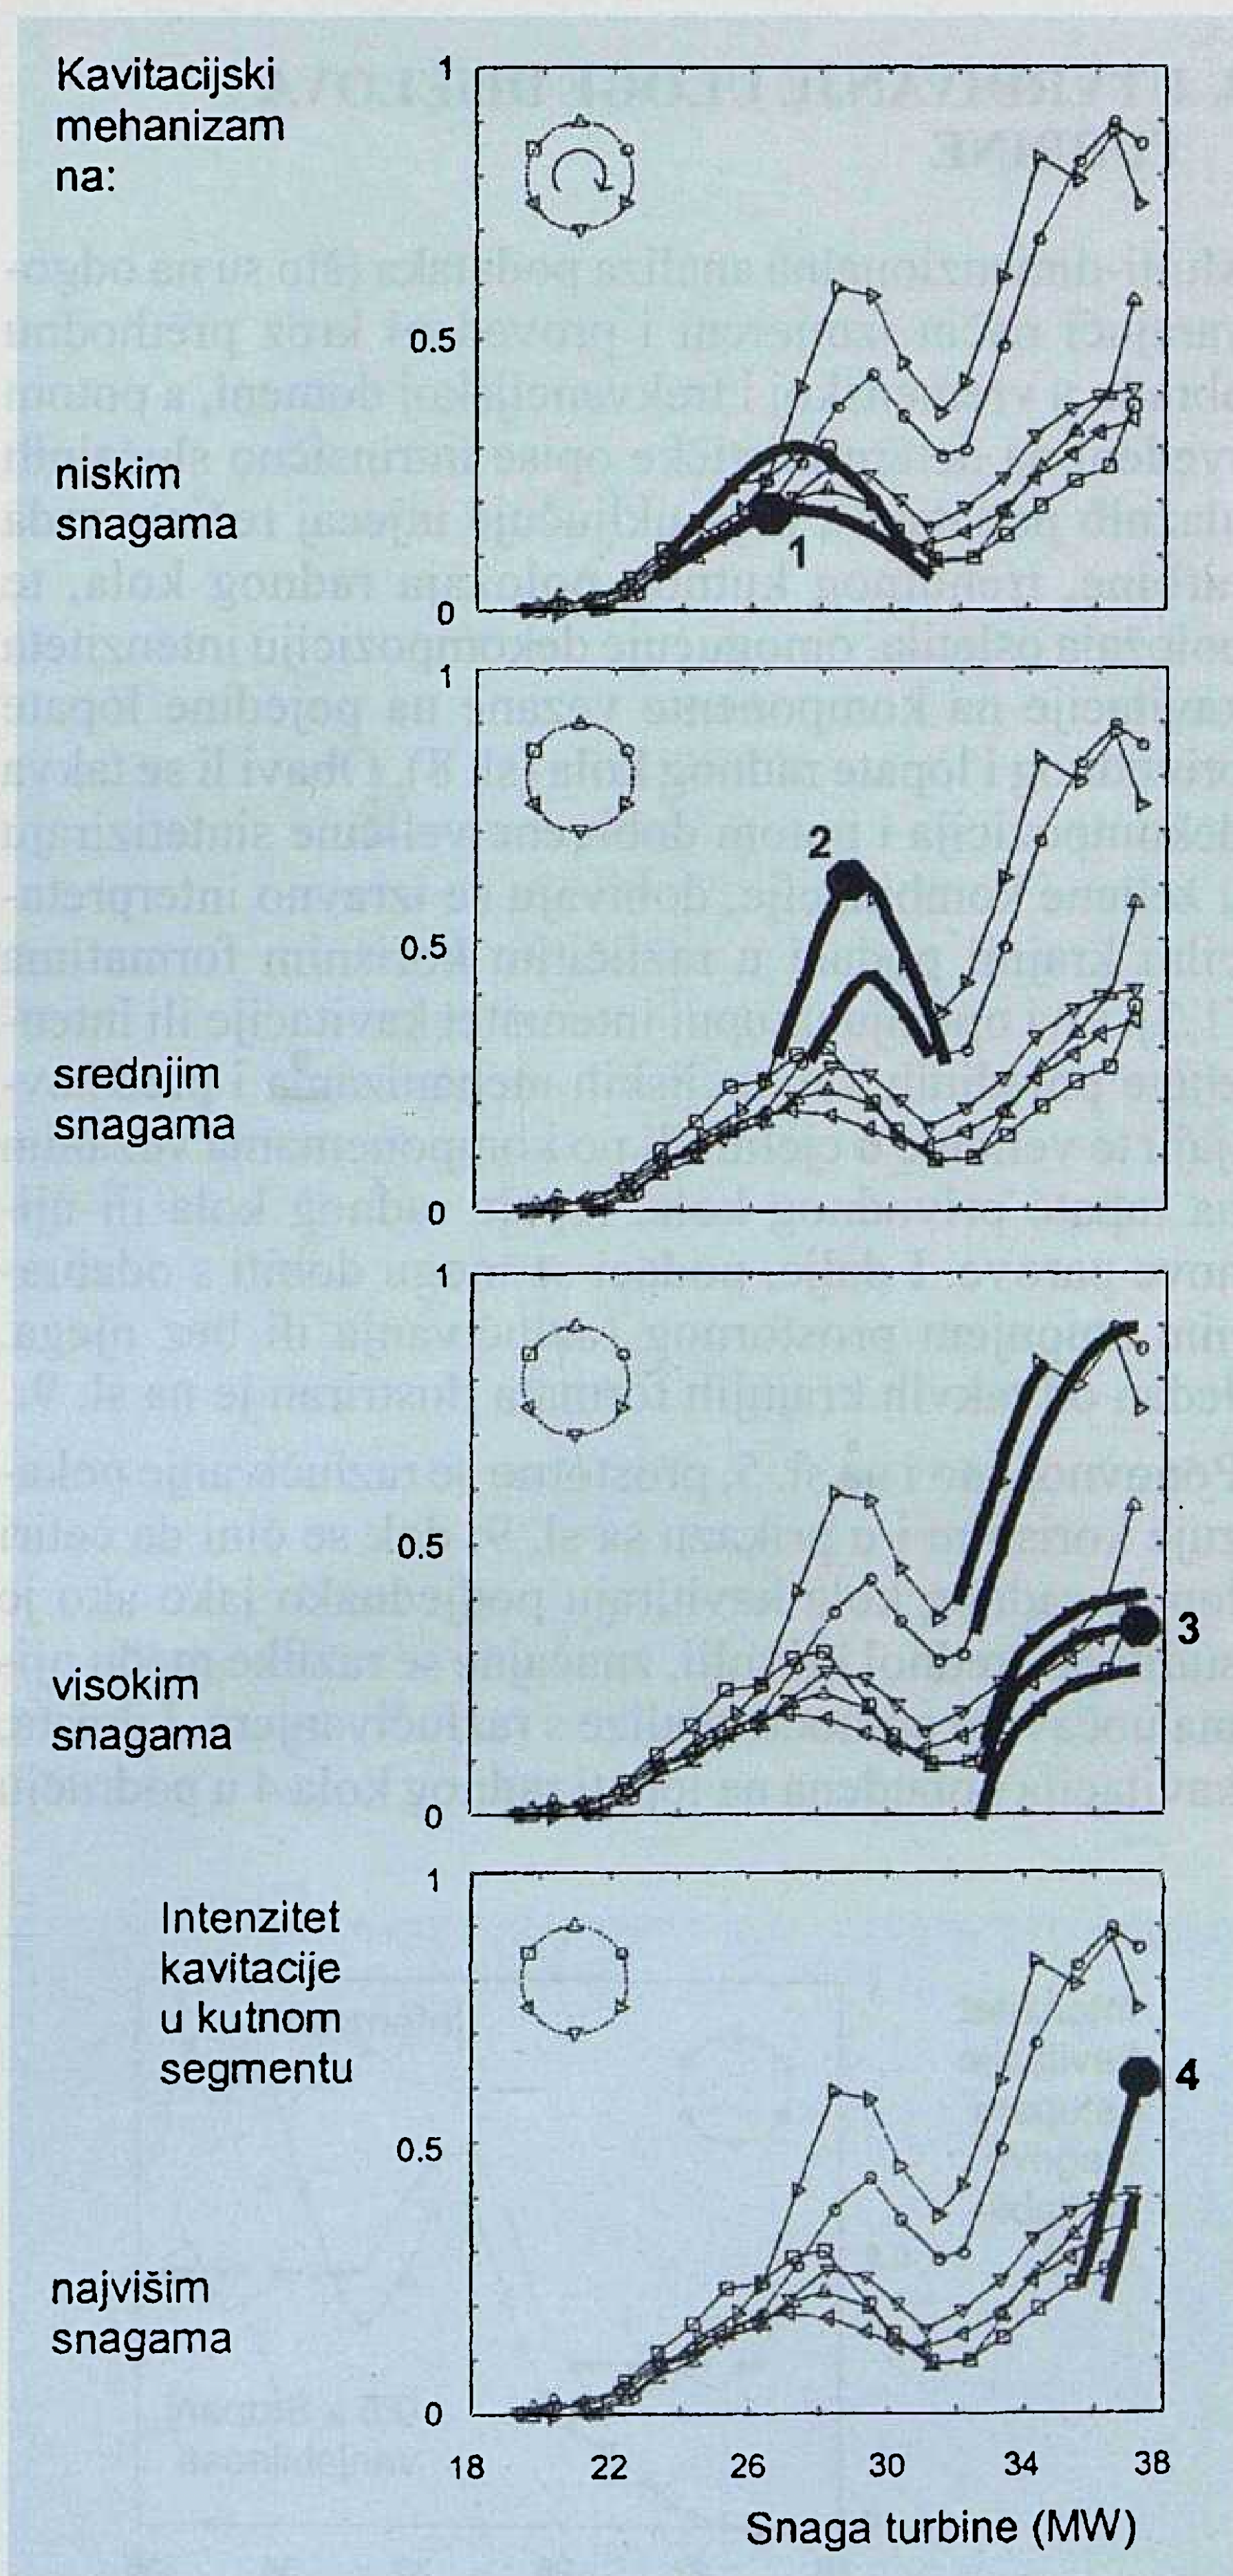 Kavitacijski
mehanizam
na:
1
0.5
0
niskim
snagama
1
1
0.5
0
srednjim
snagama
2
1
0.5
0
visokim
snagama
3
1
0.5
0
Intenzitet
kavitacije
u kutnom
segmentu
4
najvišim
snagama
18 22 26 30 34 38
Snaga turbine (MW)